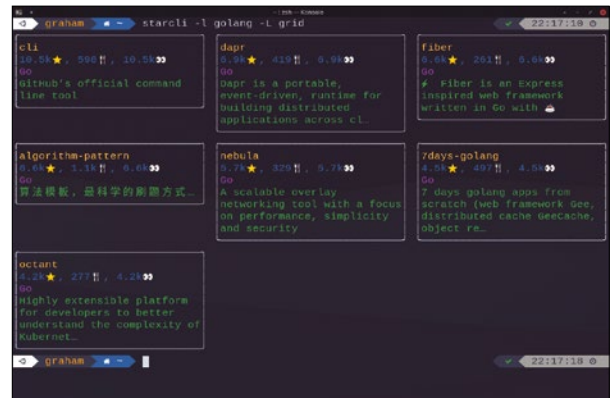 ~ : zsh — Konsole
graham ~ starcli -l golang -L grid 22:17:10
cli
10.5k⭐, 598🍴, 10.5k👀
Go
GitHub's official command
line tool
dapr
6.9k⭐, 419🍴, 6.9k👀
Go
Dapr is a portable,
event-driven, runtime for
building distributed
applications across cl…
fiber
6.6k⭐, 261🍴, 6.6k👀
Go
⚡ Fiber is an Express
inspired web framework
written in Go with ☕
algorithm-pattern
6.6k⭐, 1.1k🍴, 6.6k👀
Go
算法模板，最科学的刷题方式…
nebula
5.7k⭐, 329🍴, 5.7k👀
Go
A scalable overlay
networking tool with a focus
on performance, simplicity
and security
7days-golang
4.5k⭐, 497🍴, 4.5k👀
Go
7 days golang apps from
scratch (web framework Gee,
distributed cache GeeCache,
object re…
octant
4.2k⭐, 277🍴, 4.2k👀
Go
Highly extensible platform
for developers to better
understand the complexity of
Kubernet…
graham ~ 22:17:18